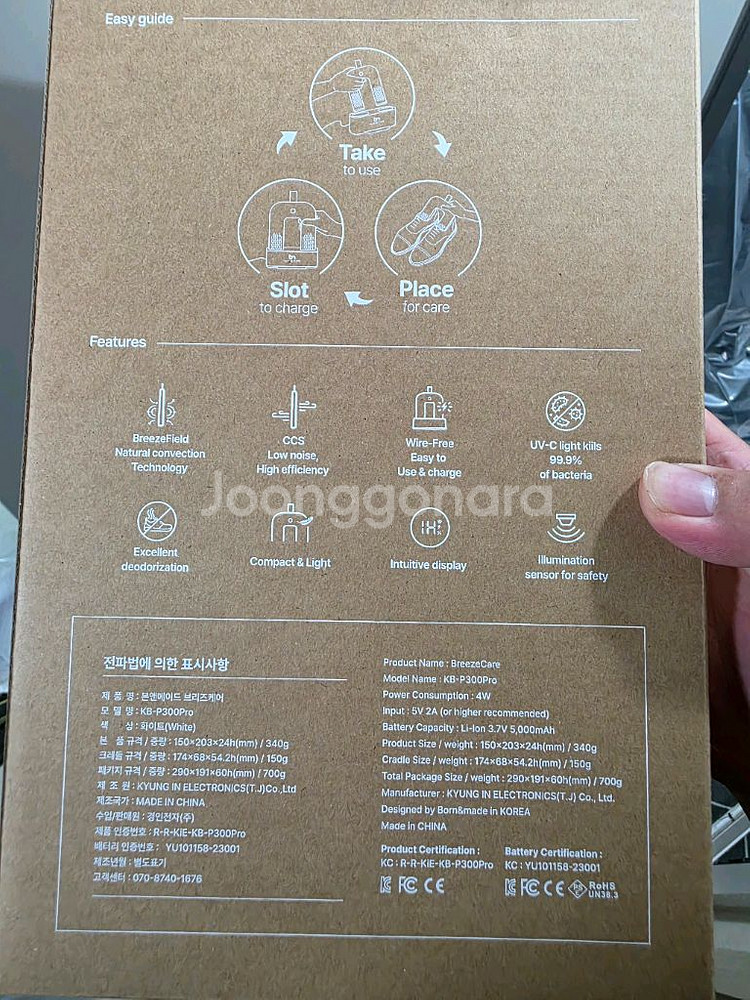 Easy guide
Take
to use
Slot
to charge
Place
for care
Features
BreezeField
Natural convection
Technology
CCS
Low noise,
High efficiency
Wire-Free
Easy to
Use & charge
UV-C light kiils
99.9%
of bacteria
Joonggonara
Excellent
deodorization
Compact & Light
Intuitive display
Illumination
sensor for safety
전파법에 의한 표시사항
제 품 명 : 본앤메이드 브리즈케어
모 델 명 : KB-P300Pro
색 상 : 화이트(White)
본 품 규격 / 중량 : 150×203×24h(mm) / 340g
크레들 규격 / 중량 : 174×68×54.2h(mm) / 150g
패키지 규격 / 중량 : 290×191×60h(mm) / 700g
제 조 원 : KYUNG IN ELECTRONICS(T.J)Co.,Ltd
제조국가 : MADE IN CHINA
수입/판매원 : 경인전자(주)
제품 인증번호 : R-R-KiE-KB-P300Pro
배터리 인증번호 : YU101158-23001
제조년월 : 별도표기
고객센터 : 070-8740-1676
Product Name : BreezeCare
Model Name : KB-P300Pro
Power Consumption : 4W
Input : 5V 2A (or higher recommended)
Battery Capacity : Li-Ion 3.7V 5,000mAh
Product Size / weight : 150×203×24h(mm) / 340g
Cradle Size / weight : 174×68×54.2h(mm) / 150g
Total Package Size / weight : 290×191×60h(mm) / 700g
Manufacturer : KYUNG IN ELECTRONICS(T.J) Co., Ltd.
Designed by Born&made in KOREA
Made in CHINA
Product Certification :
KC : R-R-KiE-KB-P300Pro
FC CE
Battery Certification :
KC : YU101158-23001
FC CE PSE RoHS
UN38.3